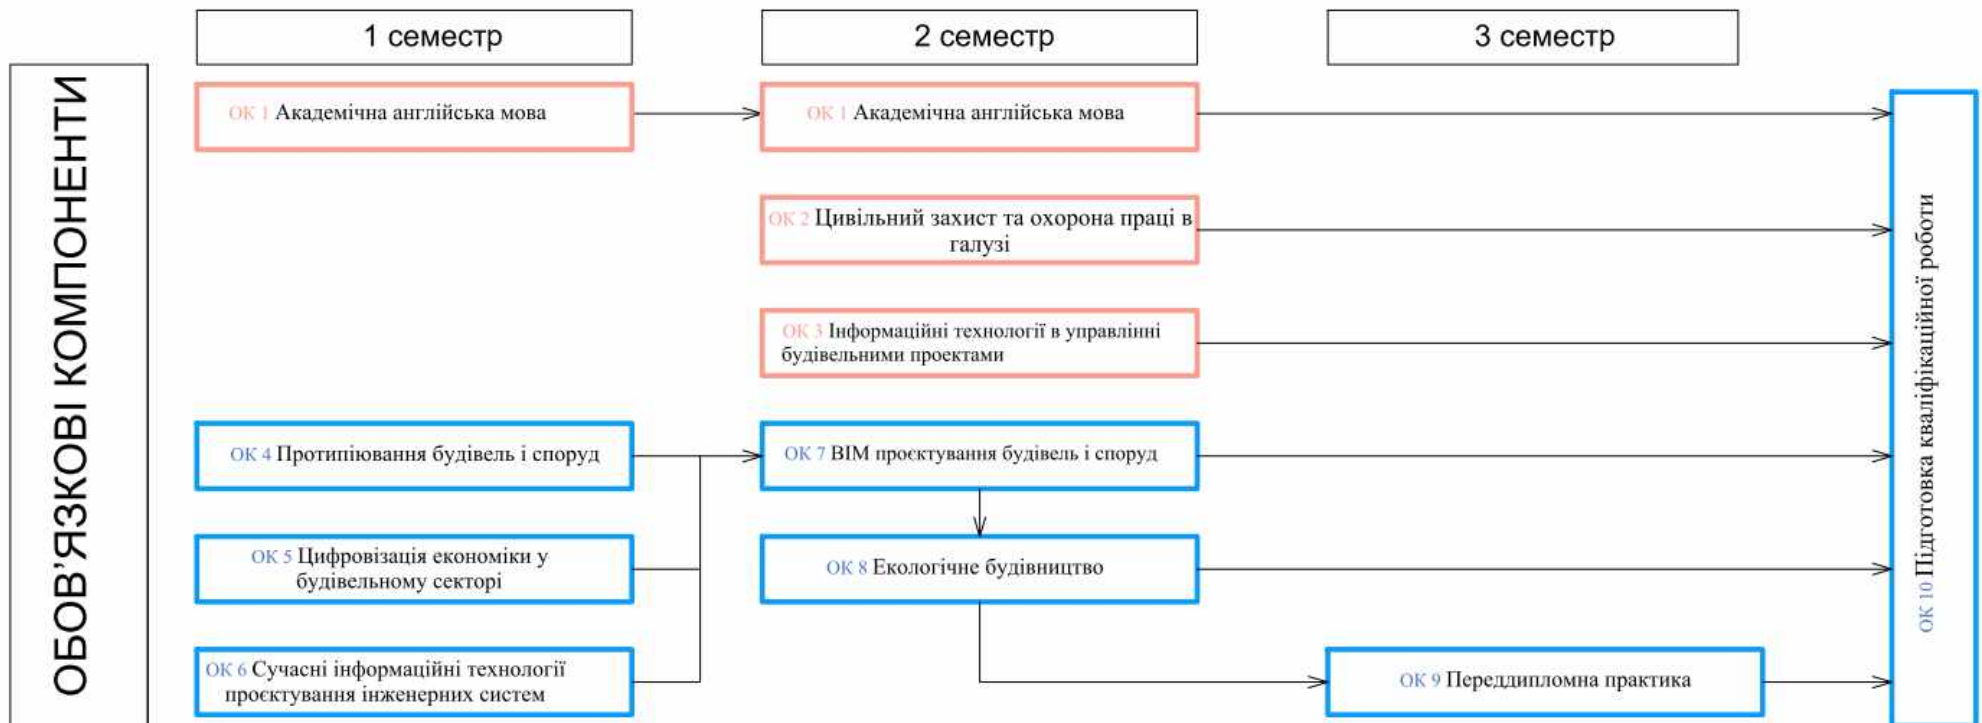 1 семестр
2 семестр
3 семестр
ОБОВ’ЯЗКОВІ КОМПОНЕНТИ
ОК 1 Академічна англійська мова
ОК 1 Академічна англійська мова
ОК 2 Цивільний захист та охорона праці в
галузі
ОК 3 Інформаційні технології в управлінні
будівельними проектами
ОК 4 Протипіювання будівель і споруд
ОК 7 ВІМ проєктування будівель і споруд
ОК 5 Цифровізація економіки у
будівельному секторі
ОК 8 Екологічне будівництво
ОК 6 Сучасні інформаційні технології
проєктування інженерних систем
ОК 9 Переддипломна практика
ОК 10 Підготовка кваліфікаційної роботи